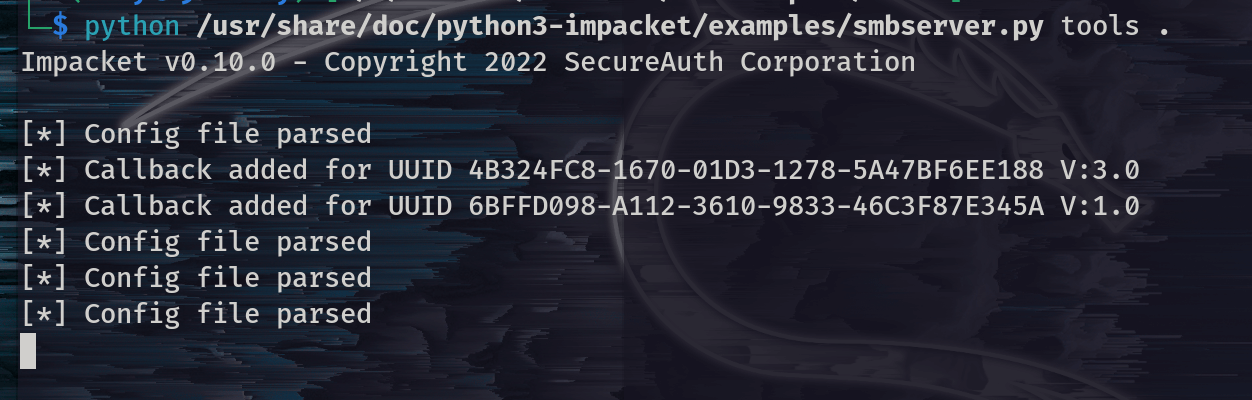 $ python /usr/share/doc/python3-impacket/examples/smbserver.py tools .
Impacket v0.10.0 - Copyright 2022 SecureAuth Corporation
[*] Config file parsed
[*] Callback added for UUID 4B324FC8-1670-01D3-1278-5A47BF6EE188 V:3.0
[*] Callback added for UUID 6BFFD098-A112-3610-9833-46C3F87E345A V:1.0
[*] Config file parsed
[*] Config file parsed
[*] Config file parsed